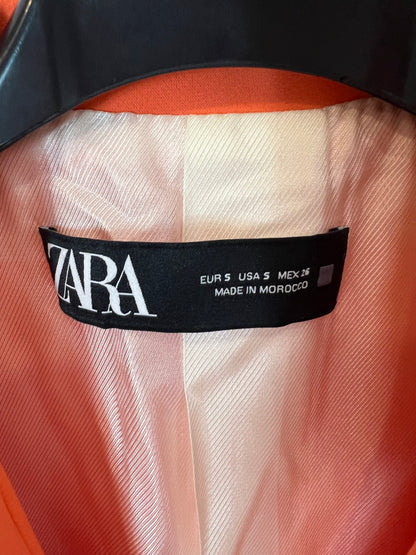 ZARA
EUR S USA S MEX 26
MADE IN MOROCCO